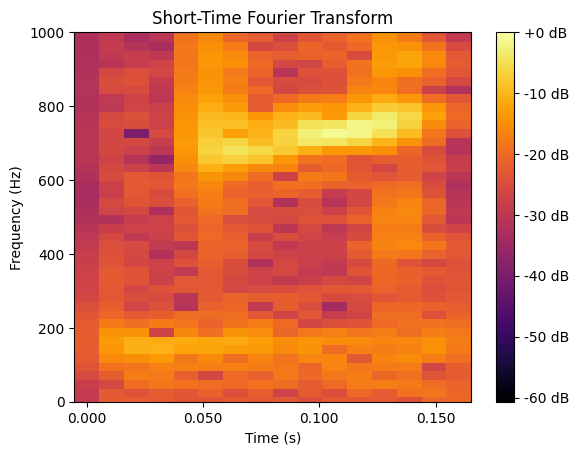 Short-Time Fourier Transform
1000
800
600
400
200
0
Frequency (Hz)
0.000
0.050
0.100
0.150
Time (s)
+0 dB
-10 dB
-20 dB
-30 dB
-40 dB
-50 dB
-60 dB